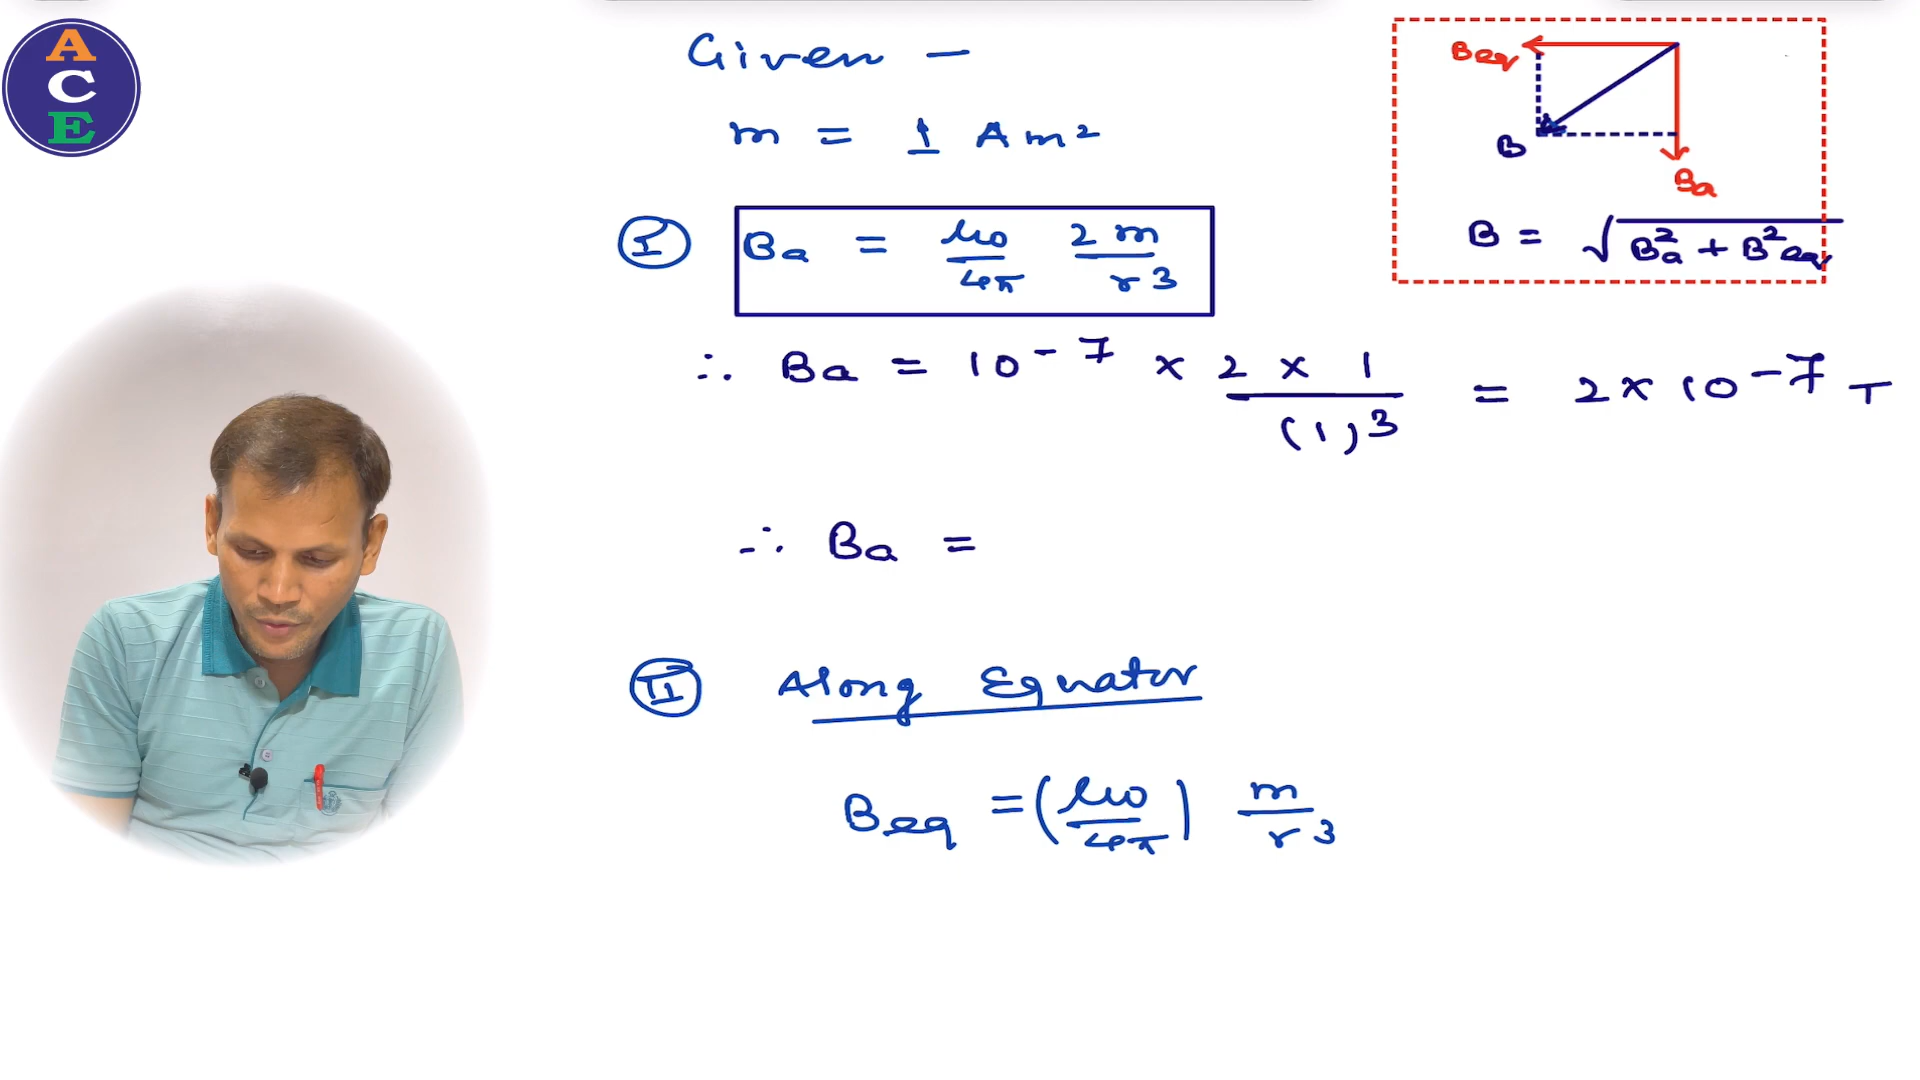 A
C
E
Given -
m = 1 Am²
I Ba = μ0/4π 2m/r³
∴ Ba = 10⁻⁷ × 2 × 1/(1)³ = 2 × 10⁻⁷ T
∴ Ba =
II Along Equator
Beq = (μ0/4π) m/r³
Beq
B
Ba
B = √Ba² + B²eq